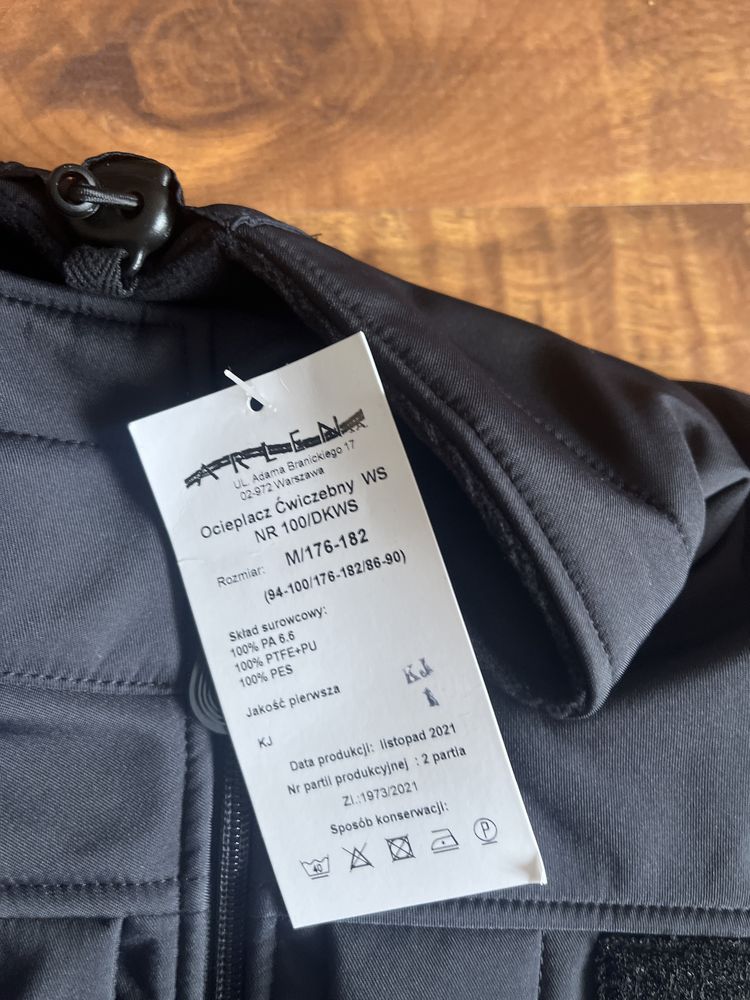 ARLEN S.A.
UL. Adama Branickiego 17
02-972 Warszawa
Ocieplacz Ćwiczebny WS
NR 100/DKWS
Rozmiar: M/176-182
(94-100/176-182/86-90)
Skład surowcowy:
100% PA 6.6
100% PTFE+PU
100% PES
Jakość pierwsza
KJ
1
KJ
Data produkcji: listopad 2021
Nr partii produkcyjnej : 2 partia
Zl.:1973/2021
Sposób konserwacji:
40
P